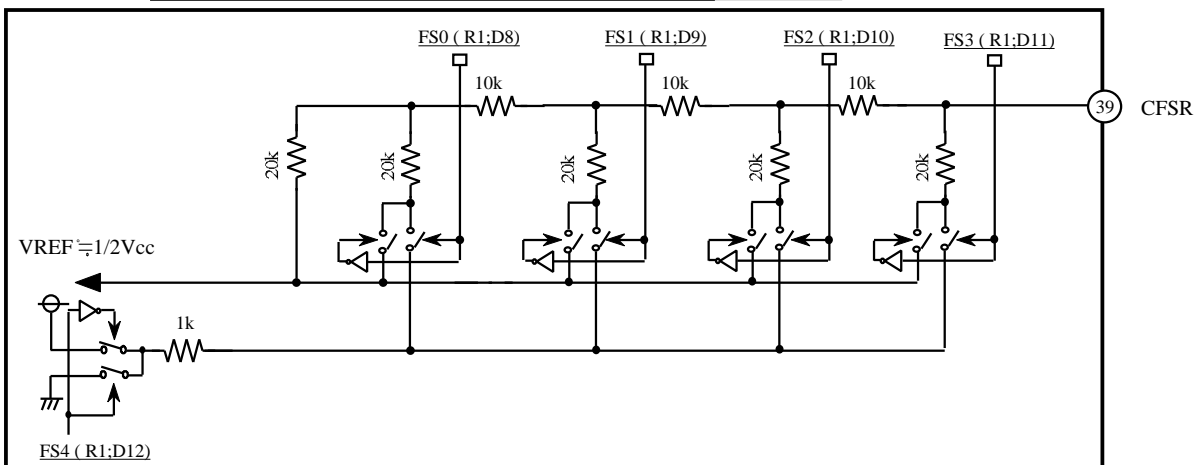 FS0 ( R1;D8)
FS1 ( R1;D9)
FS2 ( R1;D10)
FS3 ( R1;D11)
10k
10k
10k
39
CFSR
20k
20k
20k
20k
20k
VREF≒1/2Vcc
1k
FS4 ( R1;D12)